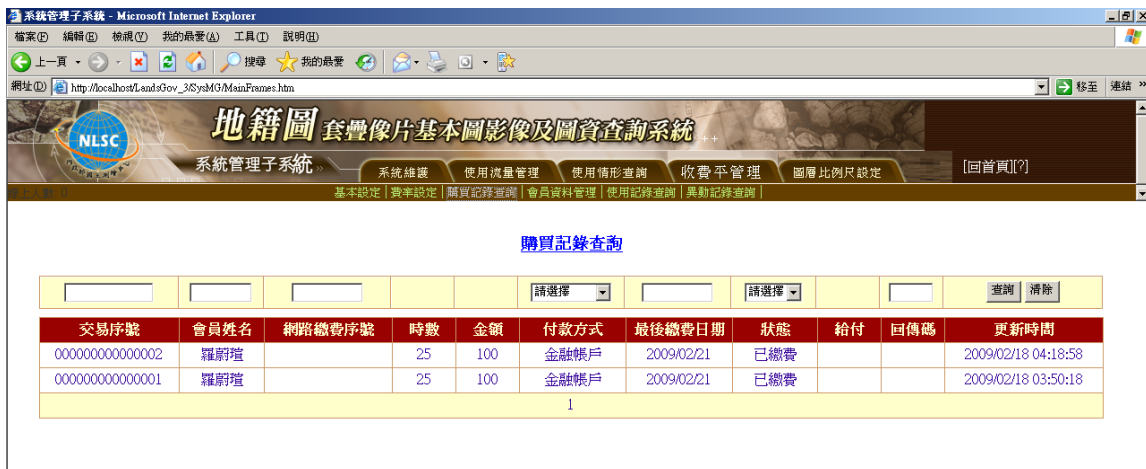 系統管理子系統 - Microsoft Internet Explorer
檔案(F) 編輯(E) 檢視(V) 我的最愛(A) 工具(T) 說明(H)
上一頁 搜尋 我的最愛
網址(D) http://localhost/LandsGov_3/SysMG/MainFrames.htm 移至 連結 »
NLSC
地籍圖 套疊像片基本圖影像及圖資查詢系統
系統管理子系統 系統維護 使用流量管理 使用情形查詢 收費平管理 圖層比例尺設定 [回首頁][?]
線上人數: 0 基本設定 | 費率設定 | 購買記錄查詢 | 會員資料管理 | 使用記錄查詢 | 異動記錄查詢 |
購買記錄查詢
請選擇 請選擇 查詢 清除
交易序號 會員姓名 網路繳費序號 時數 金額 付款方式 最後繳費日期 狀態 給付 回傳碼 更新時間
000000000000002 羅蔚瑄 25 100 金融帳戶 2009/02/21 已繳費 2009/02/18 04:18:58
000000000000001 羅蔚瑄 25 100 金融帳戶 2009/02/21 已繳費 2009/02/18 03:50:18
1